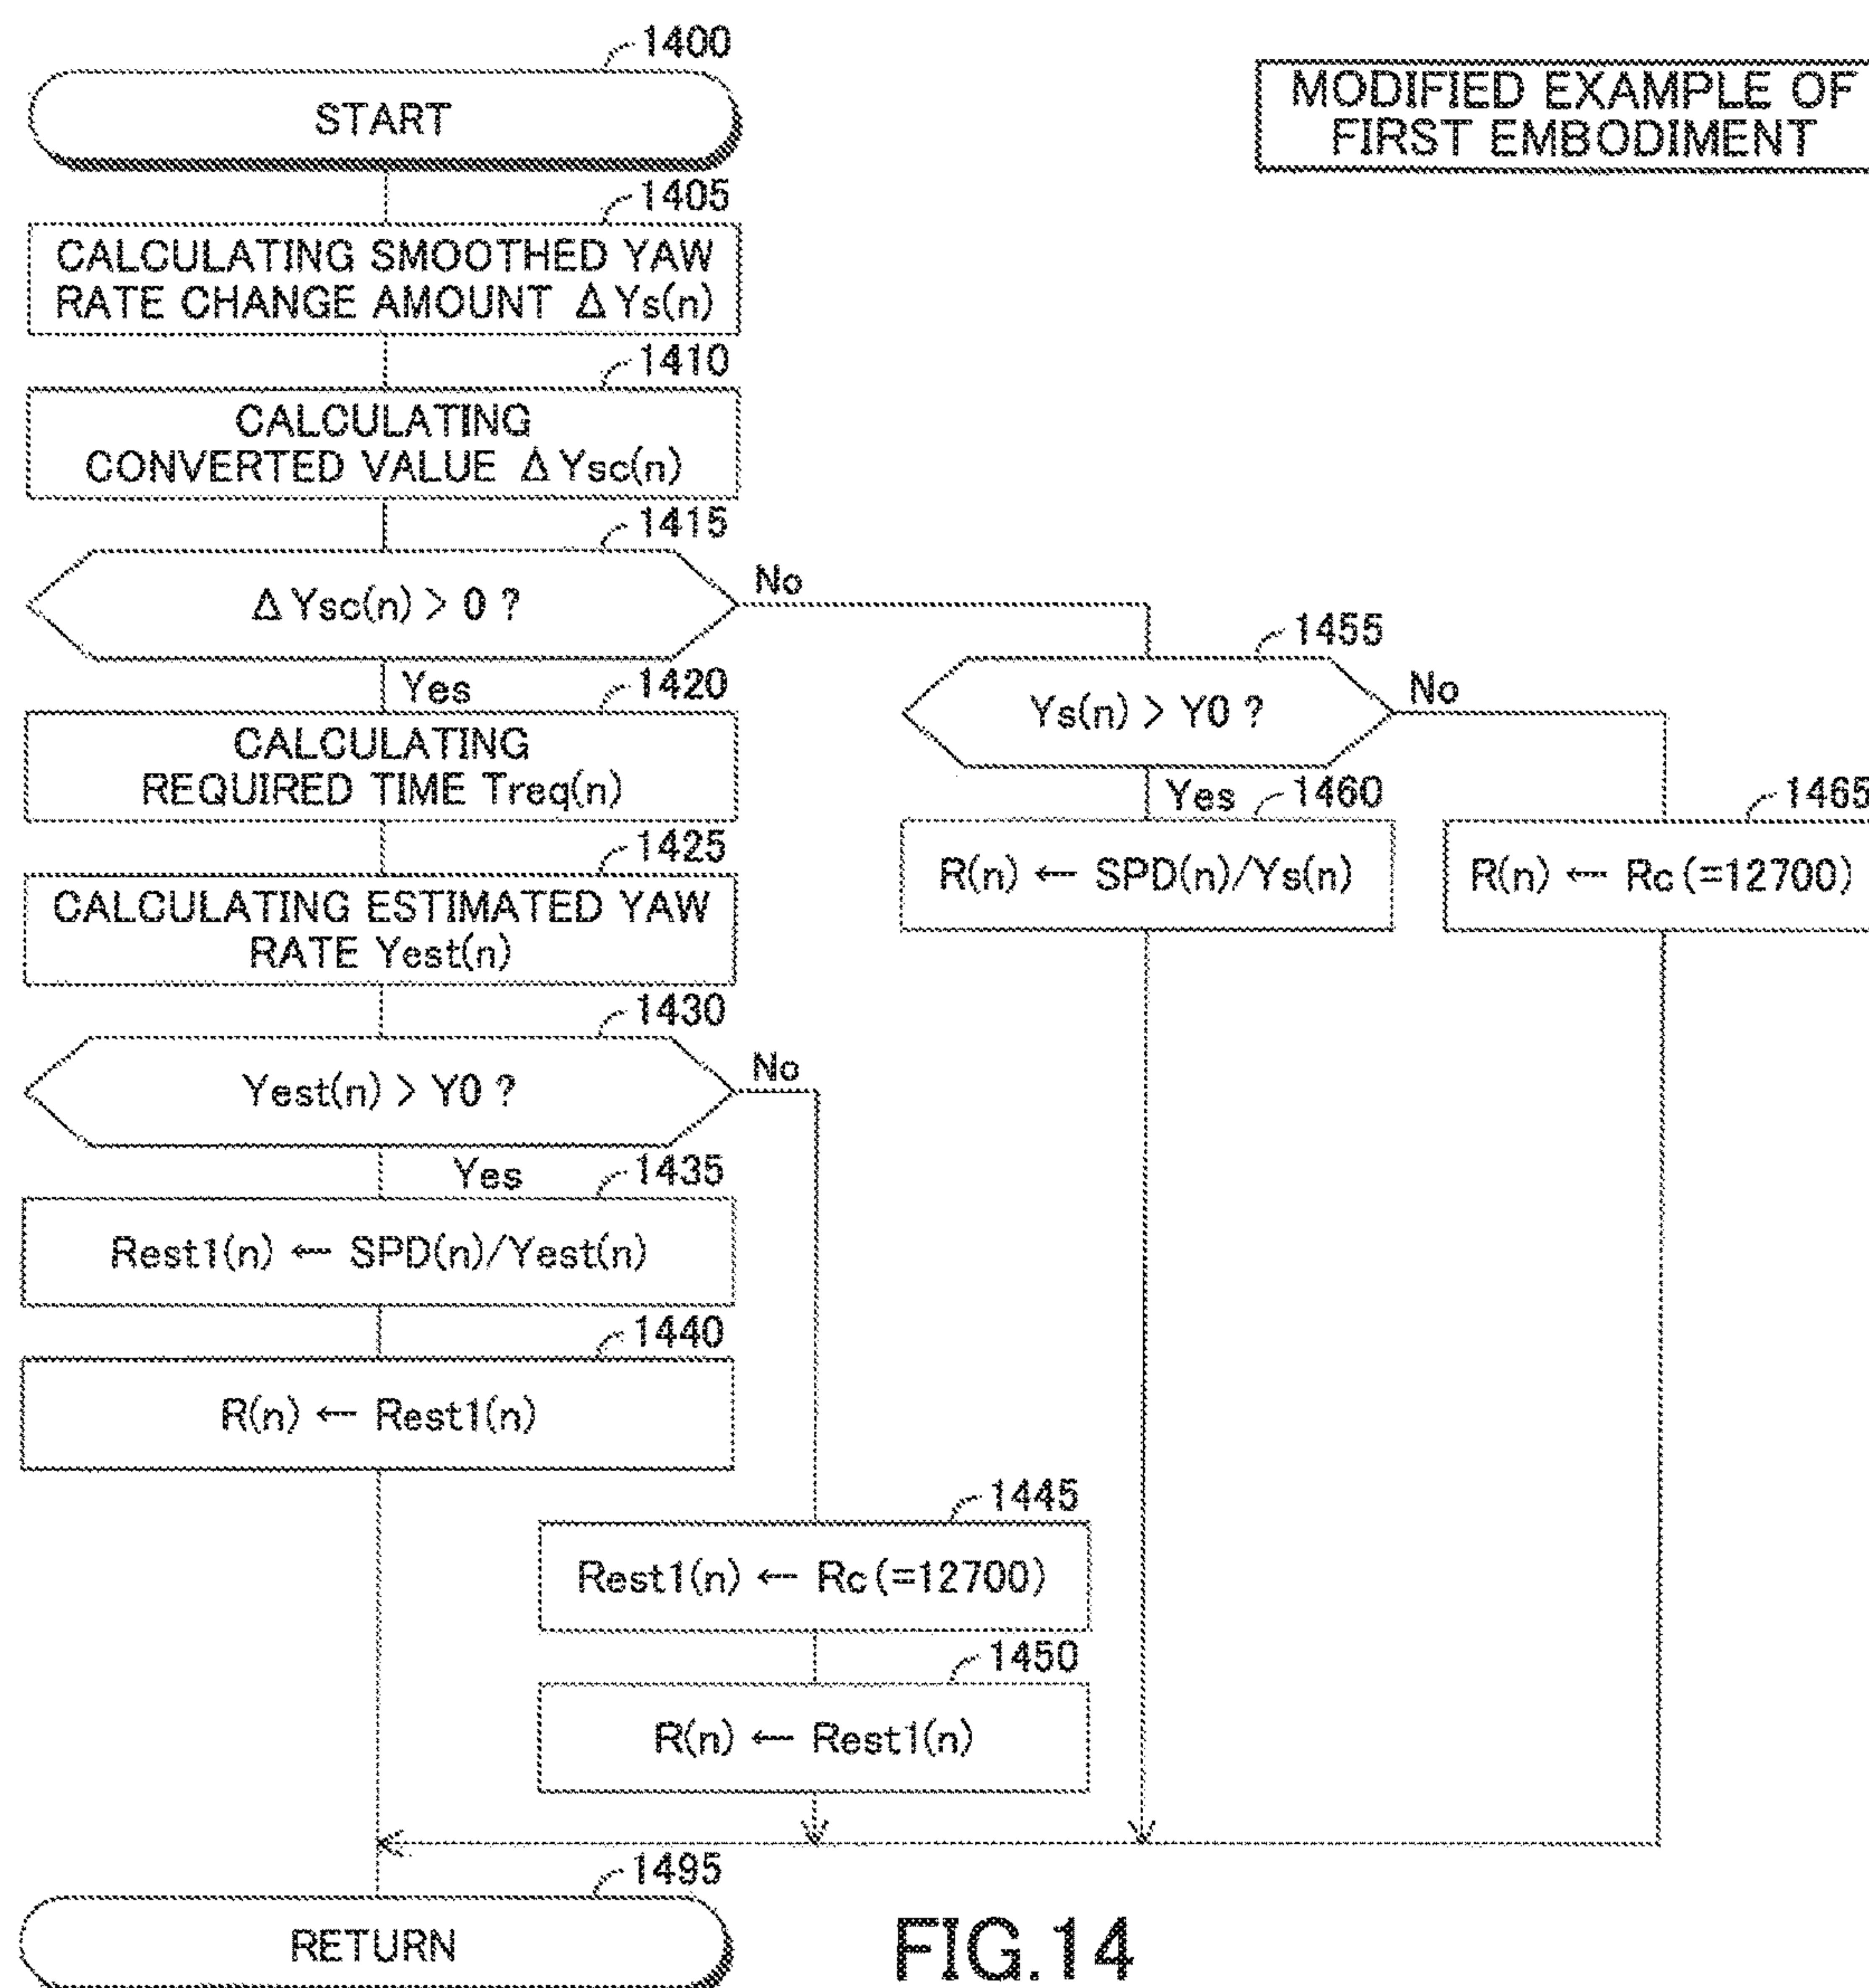 1400
START
MODIFIED EXAMPLE OF
FIRST EMBODIMENT
1405
CALCULATING SMOOTHED YAW
RATE CHANGE AMOUNT Δ Ys(n)
1410
CALCULATING
CONVERTED VALUE Δ Ysc(n)
1415
Δ Ysc(n) > 0 ?
No
Yes
1420
CALCULATING
REQUIRED TIME Treq(n)
1425
CALCULATING ESTIMATED YAW
RATE Yest(n)
1430
Yest(n) > Y0 ?
No
Yes
1435
Rest1(n) ← SPD(n)/Yest(n)
1440
R(n) ← Rest1(n)
1445
Rest1(n) ← Rc(=12700)
1450
R(n) ← Rest1(n)
1455
Ys(n) > Y0 ?
No
Yes
1460
R(n) ← SPD(n)/Ys(n)
1465
R(n) ← Rc(=12700)
1495
RETURN
FIG.14